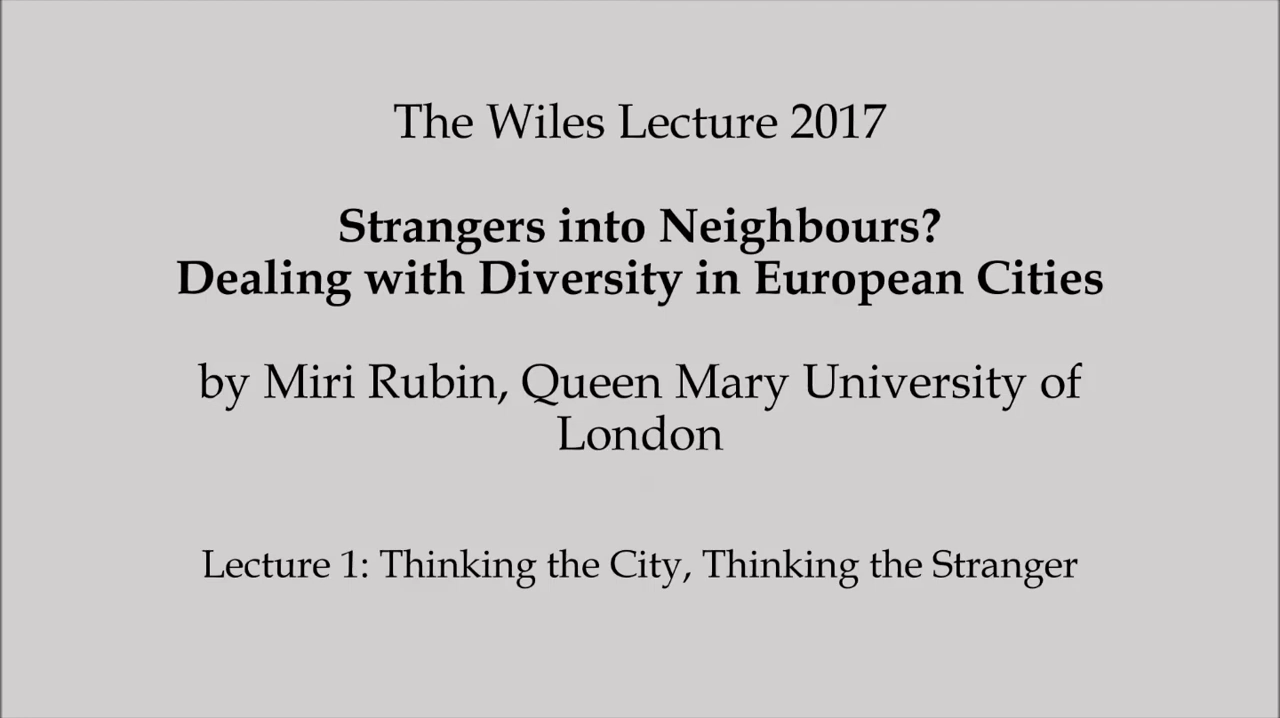 The Wiles Lecture 2017
Strangers into Neighbours?
Dealing with Diversity in European Cities
by Miri Rubin, Queen Mary University of
London
Lecture 1: Thinking the City, Thinking the Stranger